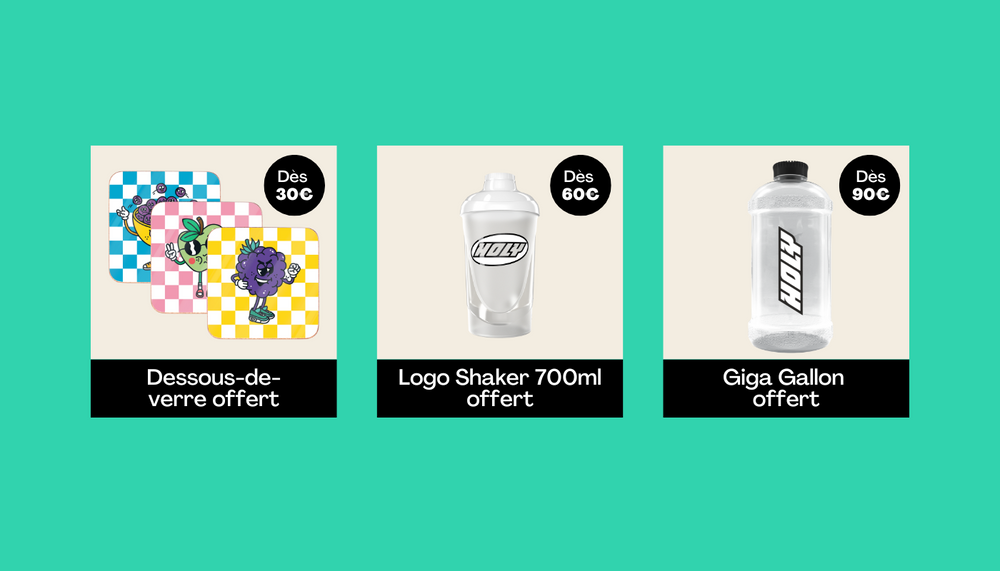 Dès
30€
Dessous-de-
verre offert
Dès
60€
HOLY
Logo Shaker 700ml
offert
Dès
90€
HOLY
Giga Gallon
offert